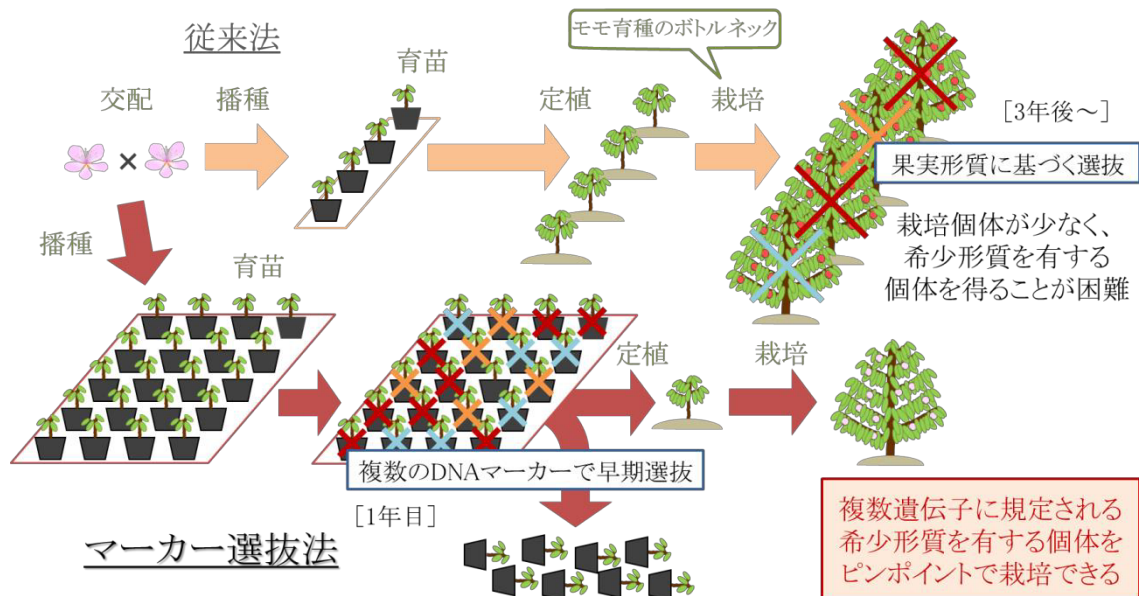 従来法
モモ育種のボトルネック
交配
播種
育苗
定植
栽培
×
[3年後～]
果実形質に基づく選抜
栽培個体が少なく、
希少形質を有する
個体を得ることが困難
播種
育苗
定植
栽培
複数のDNAマーカーで早期選抜
[1年目]
マーカー選抜法
複数遺伝子に規定される
希少形質を有する個体を
ピンポイントで栽培できる